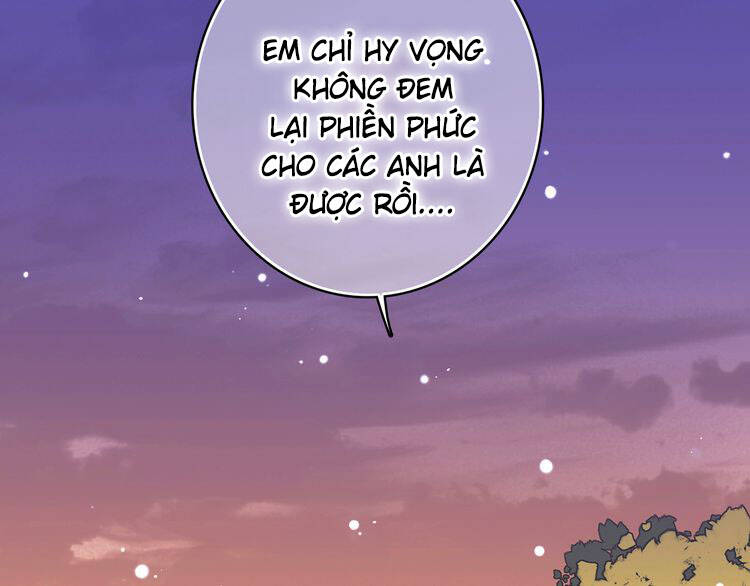 EM CHỈ HY VỌNG
KHÔNG ĐEM
LẠI PHIỀN PHỨC
CHO CÁC ANH LÀ
ĐƯỢC RỒI....